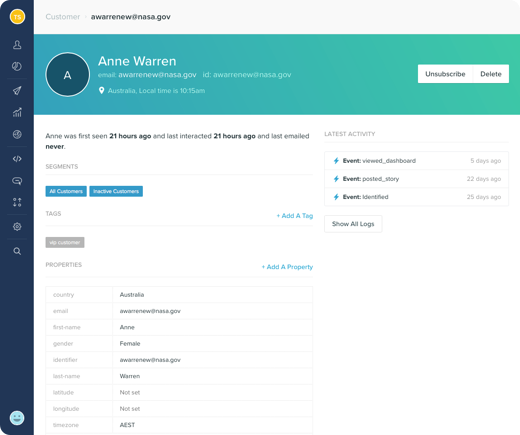 Customer › awarrenew@nasa.gov
TS
Anne Warren
email: awarrenew@nasa.gov id: awarrenew@nasa.gov
A
Australia, Local time is 10:15am
Unsubscribe Delete
Anne was first seen 21 hours ago and last interacted 21 hours ago and last emailed
never.
SEGMENTS
All Customers Inactive Customers
TAGS + Add A Tag
vip customer
PROPERTIES + Add A Property
country Australia
email awarrenew@nasa.gov
first-name Anne
gender Female
identifier awarrenew@nasa.gov
last-name Warren
latitude Not set
longitude Not set
timezone AEST
LATEST ACTIVITY
Event: viewed_dashboard 5 days ago
Event: posted_story 22 days ago
Event: Identified 25 days ago
Show All Logs